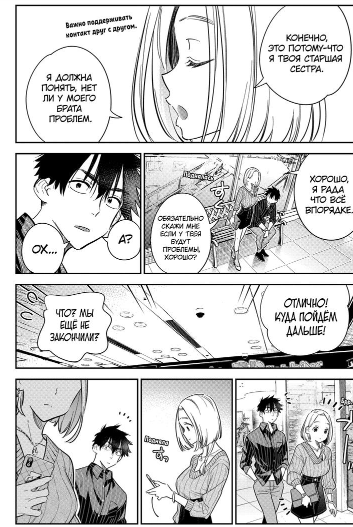 КОНЕЧНО,
ЭТО ПОТОМУ-ЧТО
Я ТВОЯ СТАРШАЯ
СЕСТРА.
Важно поддерживать
контакт друг с другом.
Я ДОЛЖНА
ПОНЯТЬ, НЕТ
ЛИ У МОЕГО
БРАТА
ПРОБЛЕМ.
ХОРОШО,
Я РАДА
ЧТО ВСЁ
ВПОРЯДКЕ.
ОБЯЗАТЕЛЬНО
СКАЖИ МНЕ
ЕСЛИ У ТЕБЯ
БУДУТ
ПРОБЛЕМЫ,
ХОРОШО?
А?
ОХ...
ОТЛИЧНО!
КУДА ПОЙДЁМ
ДАЛЬШЕ!
ЧТО? МЫ
ЕЩЁ НЕ
ЗАКОНЧИЛИ?